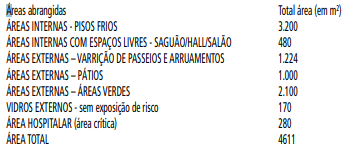 Áreas abrangidas Total área (em m²)
ÁREAS INTERNAS - PISOS FRIOS 3.200
ÁREAS INTERNAS COM ESPAÇOS LIVRES - SAGUÃO/HALL/SALÃO 480
ÁREAS EXTERNAS – VARRIÇÃO DE PASSEIOS E ARRUAMENTOS 1.224
ÁREAS EXTERNAS – PÁTIOS 1.000
ÁREAS EXTERNAS – ÁREAS VERDES 2.100
VIDROS EXTERNOS - sem exposição de risco 170
ÁREA HOSPITALAR (área crítica) 280
ÁREA TOTAL 4611